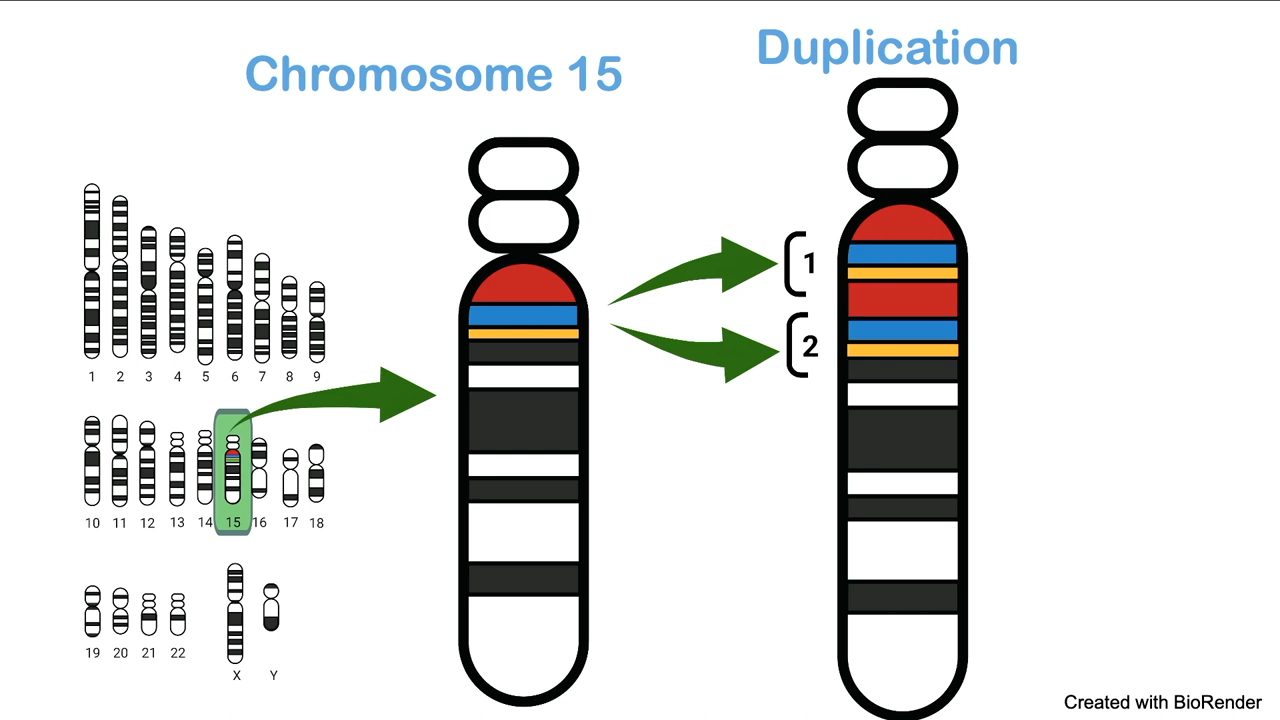 Chromosome 15
Duplication
1 2 3 4 5 6 7 8 9
10 11 12 13 14 15 16 17 18
19 20 21 22 X Y
1
2
Created with BioRender